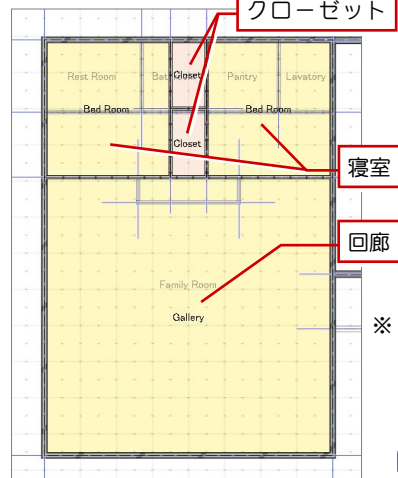 クローゼット
Rest Room
Bat
Closet
Pantry
Lavatory
Bed Room
Bed Room
Closet
寝室
回廊
Family Room
Gallery
※